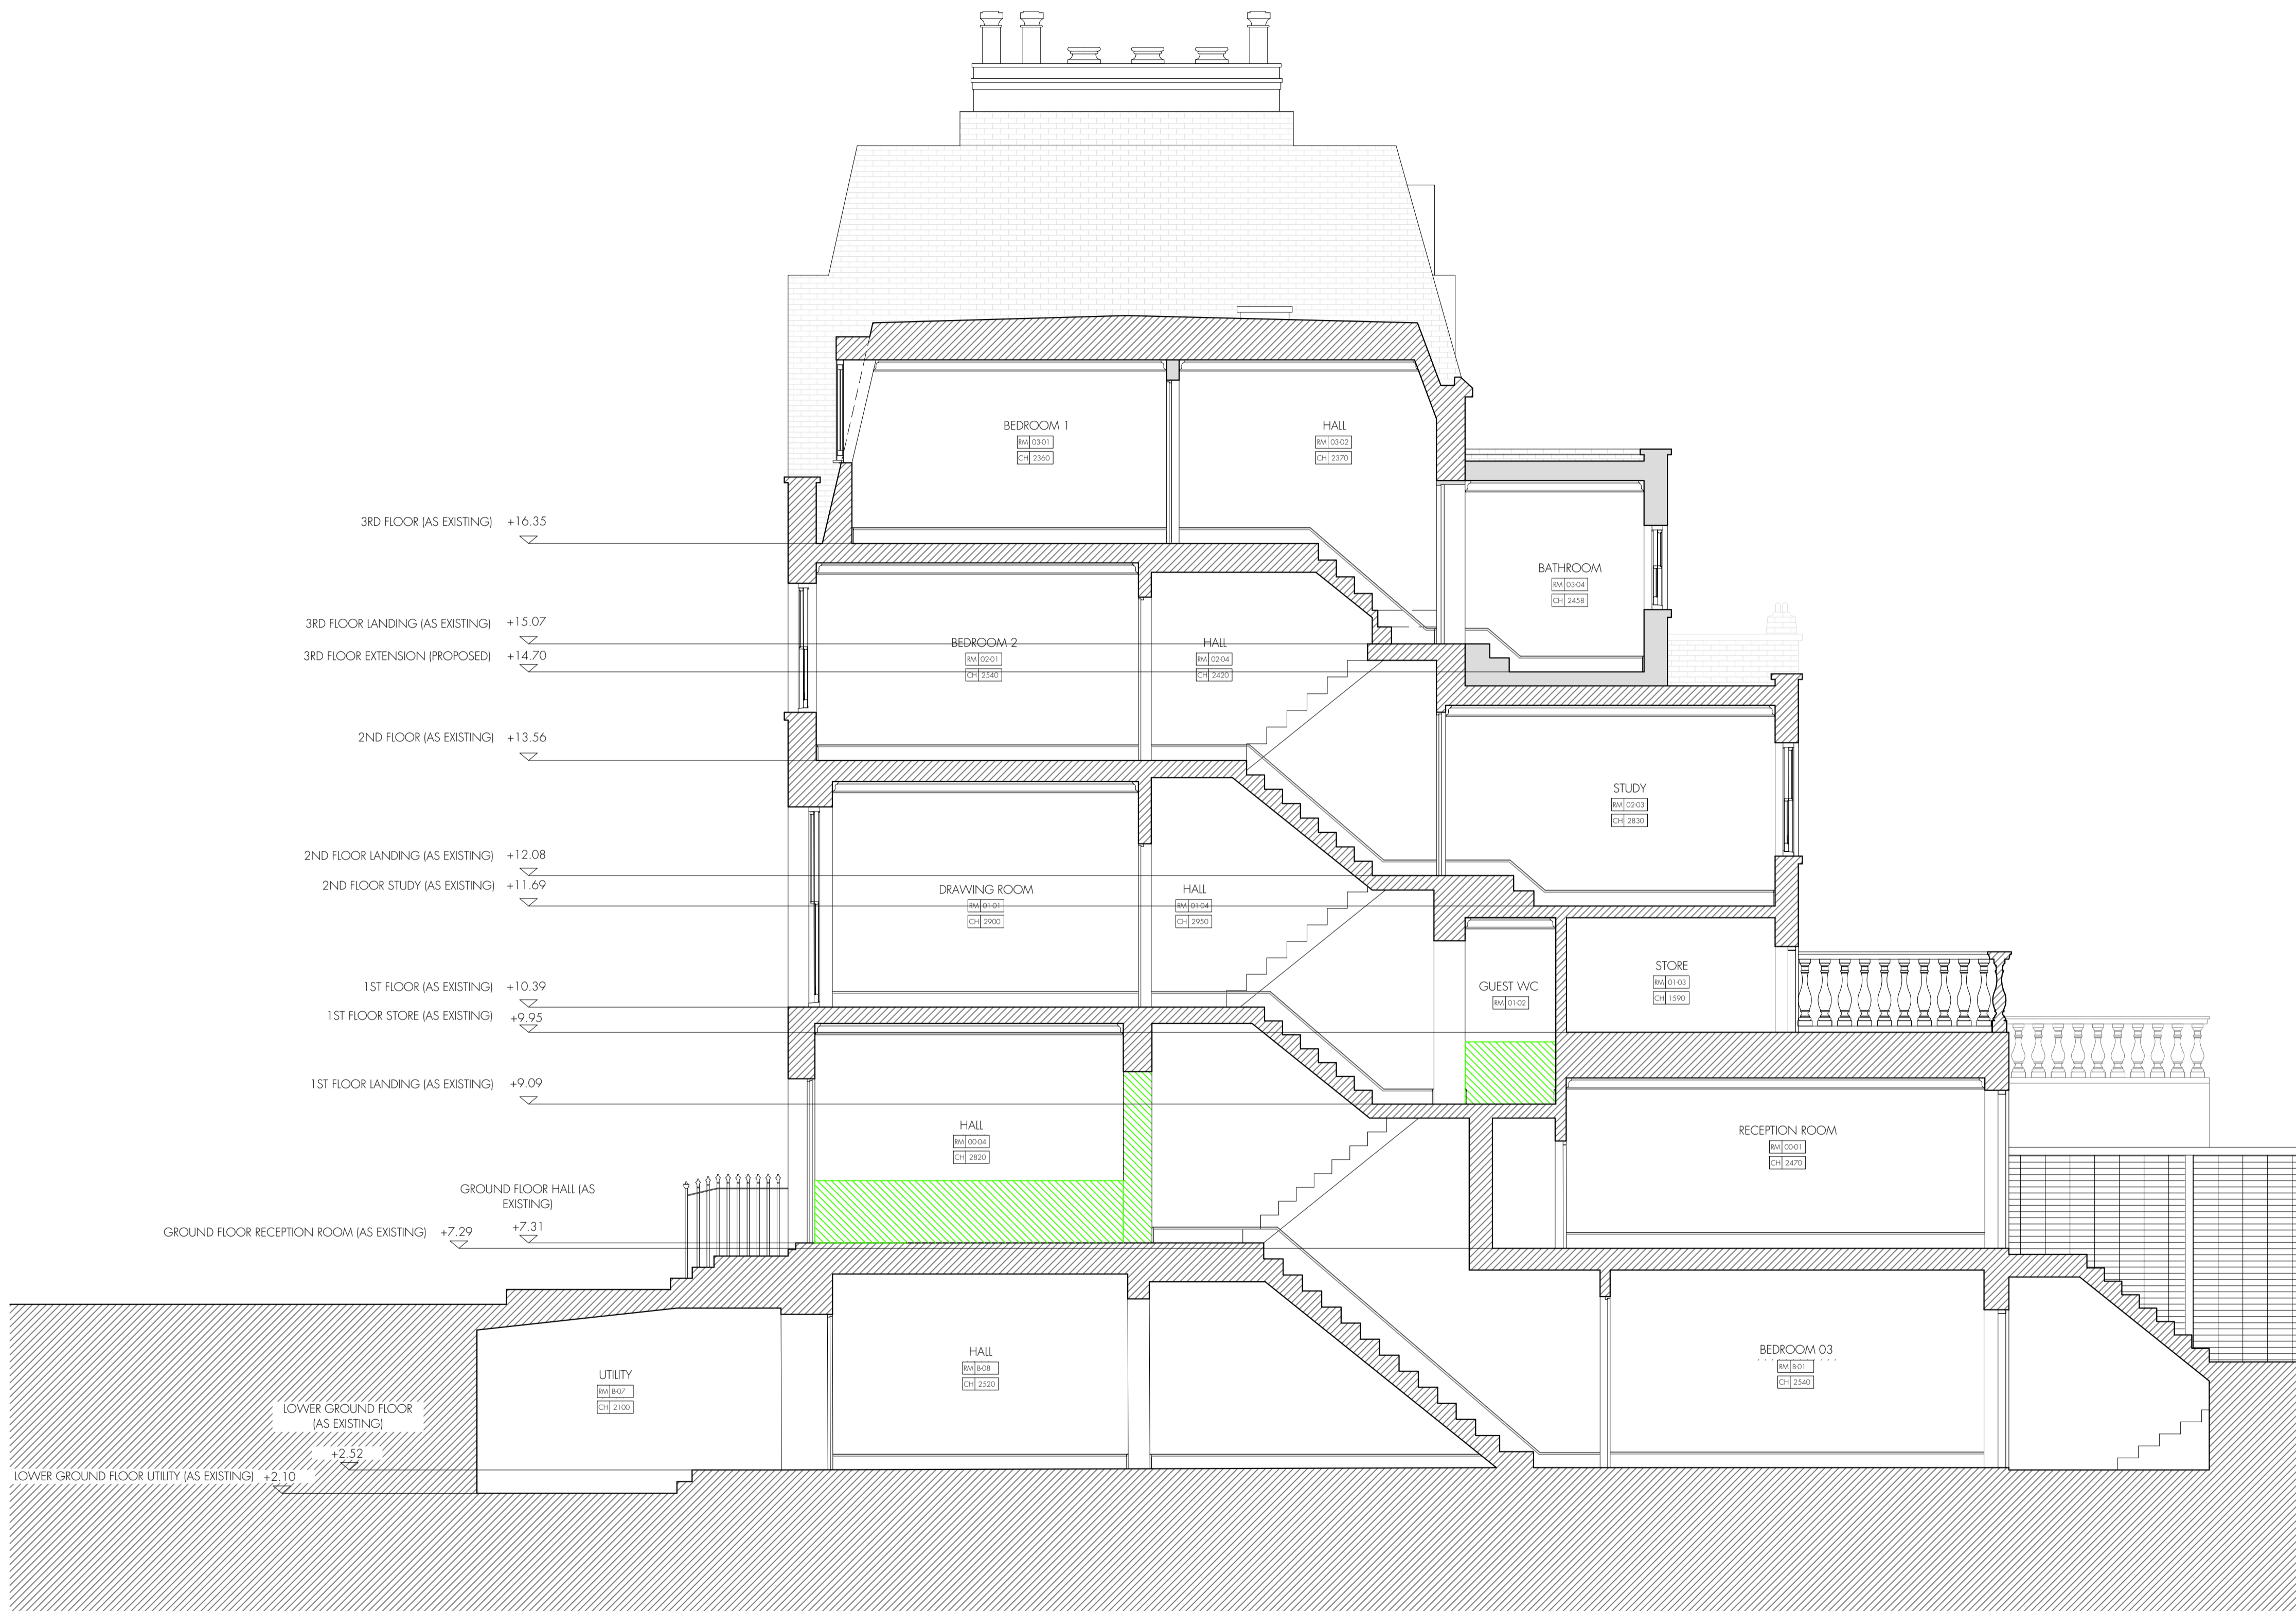 BEDROOM 1
RM 03-01
CH 2360
HALL
RM 03-02
CH 2370
3RD FLOOR (AS EXISTING) +16.35
BATHROOM
RM 03-04
CH 2458
3RD FLOOR LANDING (AS EXISTING) +15.07
3RD FLOOR EXTENSION (PROPOSED) +14.70
BEDROOM 2
RM 02-01
CH 2540
HALL
RM 02-04
CH 2420
2ND FLOOR (AS EXISTING) +13.56
STUDY
RM 02-03
CH 2830
2ND FLOOR LANDING (AS EXISTING) +12.08
2ND FLOOR STUDY (AS EXISTING) +11.69
DRAWING ROOM
RM 01-01
CH 2900
HALL
RM 01-04
CH 2950
1ST FLOOR (AS EXISTING) +10.39
1ST FLOOR STORE (AS EXISTING) +9.95
GUEST WC
RM 01-02
STORE
RM 01-03
CH 1590
1ST FLOOR LANDING (AS EXISTING) +9.09
HALL
RM 00-04
CH 2820
RECEPTION ROOM
RM 00-01
CH 2470
GROUND FLOOR HALL (AS
EXISTING)
+7.31
GROUND FLOOR RECEPTION ROOM (AS EXISTING) +7.29
UTILITY
RM B-07
CH 2100
HALL
RM B-08
CH 2520
BEDROOM 03
RM B-01
CH 2540
LOWER GROUND FLOOR
(AS EXISTING)
+2.52
LOWER GROUND FLOOR UTILITY (AS EXISTING) +2.10